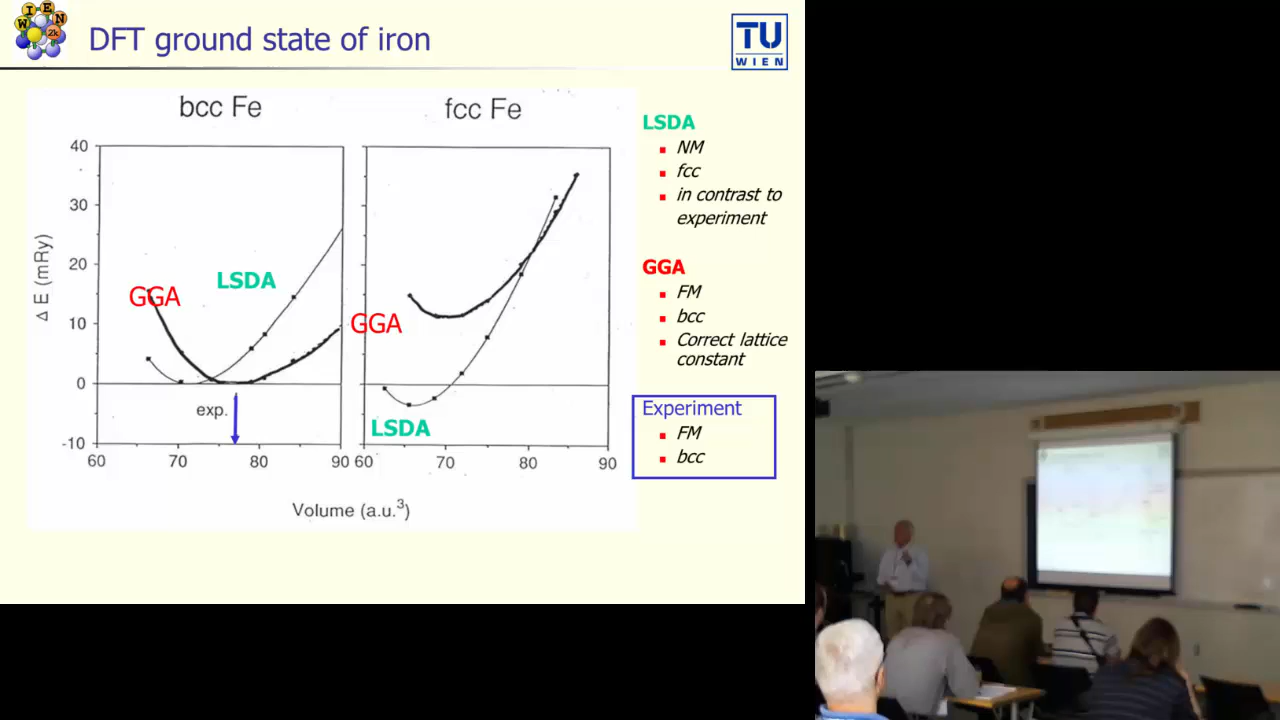 WIEN 2k
DFT ground state of iron
TU
WIEN
bcc Fe
fcc Fe
40
30
20
10
0
-10
Δ E (mRy)
GGA
LSDA
exp.
GGA
LSDA
60 70 80 90
60 70 80 90
Volume (a.u.³)
LSDA
NM
fcc
in contrast to
experiment
GGA
FM
bcc
Correct lattice
constant
Experiment
FM
bcc